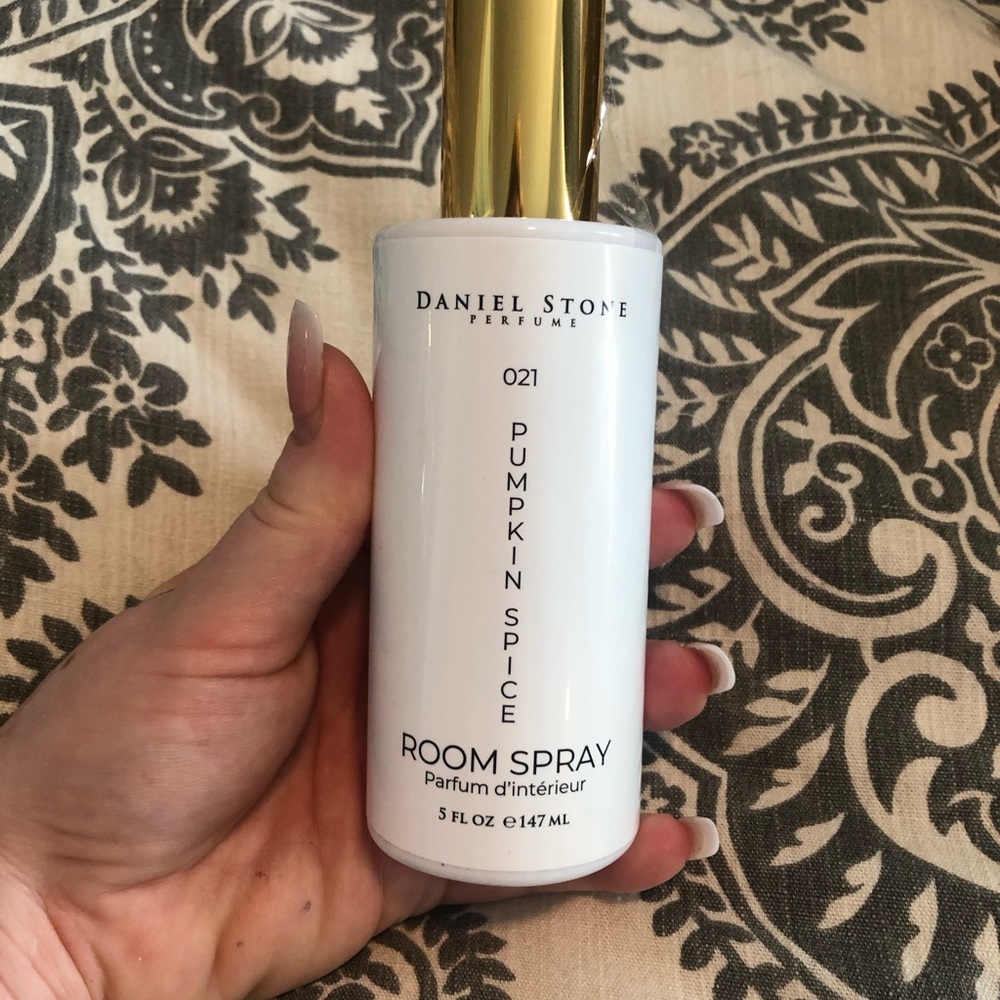 DANIEL STONE
PERFUME
021
PUMPKIN SPICE
ROOM SPRAY
Parfum d'intérieur
5 FL OZ ℮147 ML